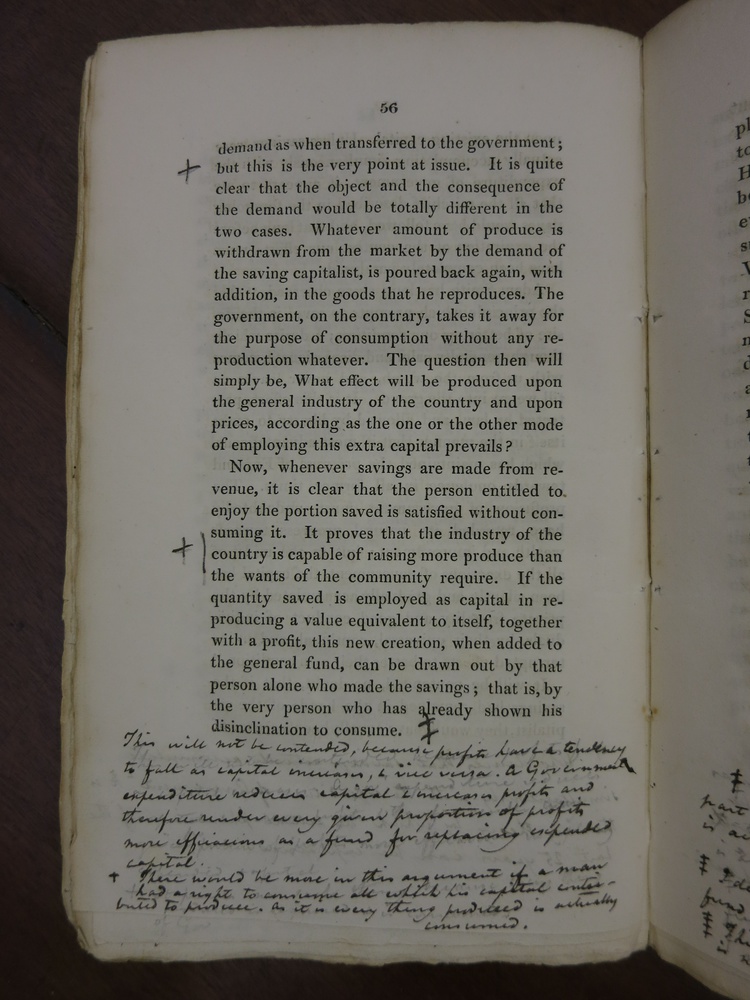 56
demand as when transferred to the government;
but this is the very point at issue. It is quite
clear that the object and the consequence of
the demand would be totally different in the
two cases. Whatever amount of produce is
withdrawn from the market by the demand of
the saving capitalist, is poured back again, with
addition, in the goods that he reproduces. The
government, on the contrary, takes it away for
the purpose of consumption without any re-
production whatever. The question then will
simply be, What effect will be produced upon
the general industry of the country and upon
prices, according as the one or the other mode
of employing this extra capital prevails?
Now, whenever savings are made from re-
venue, it is clear that the person entitled to
enjoy the portion saved is satisfied without con-
suming it. It proves that the industry of the
country is capable of raising more produce than
the wants of the community require. If the
quantity saved is employed as capital in re-
producing a value equivalent to itself, together
with a profit, this new creation, when added to
the general fund, can be drawn out by that
person alone who made the savings; that is, by
the very person who has already shown his
disinclination to consume.
This will not be contended, because profits have a tendency
to fall as capital increases, & vice versa. A Government
expenditure reduces capital & increases profits and
therefore render every given proportion of profits
more efficacious as a fund for replacing expended
capital.
+ There would be more in this argument if a man
had a right to consume all which his capital contri-
buted to produce. As it is every thing produced is actually
consumed.